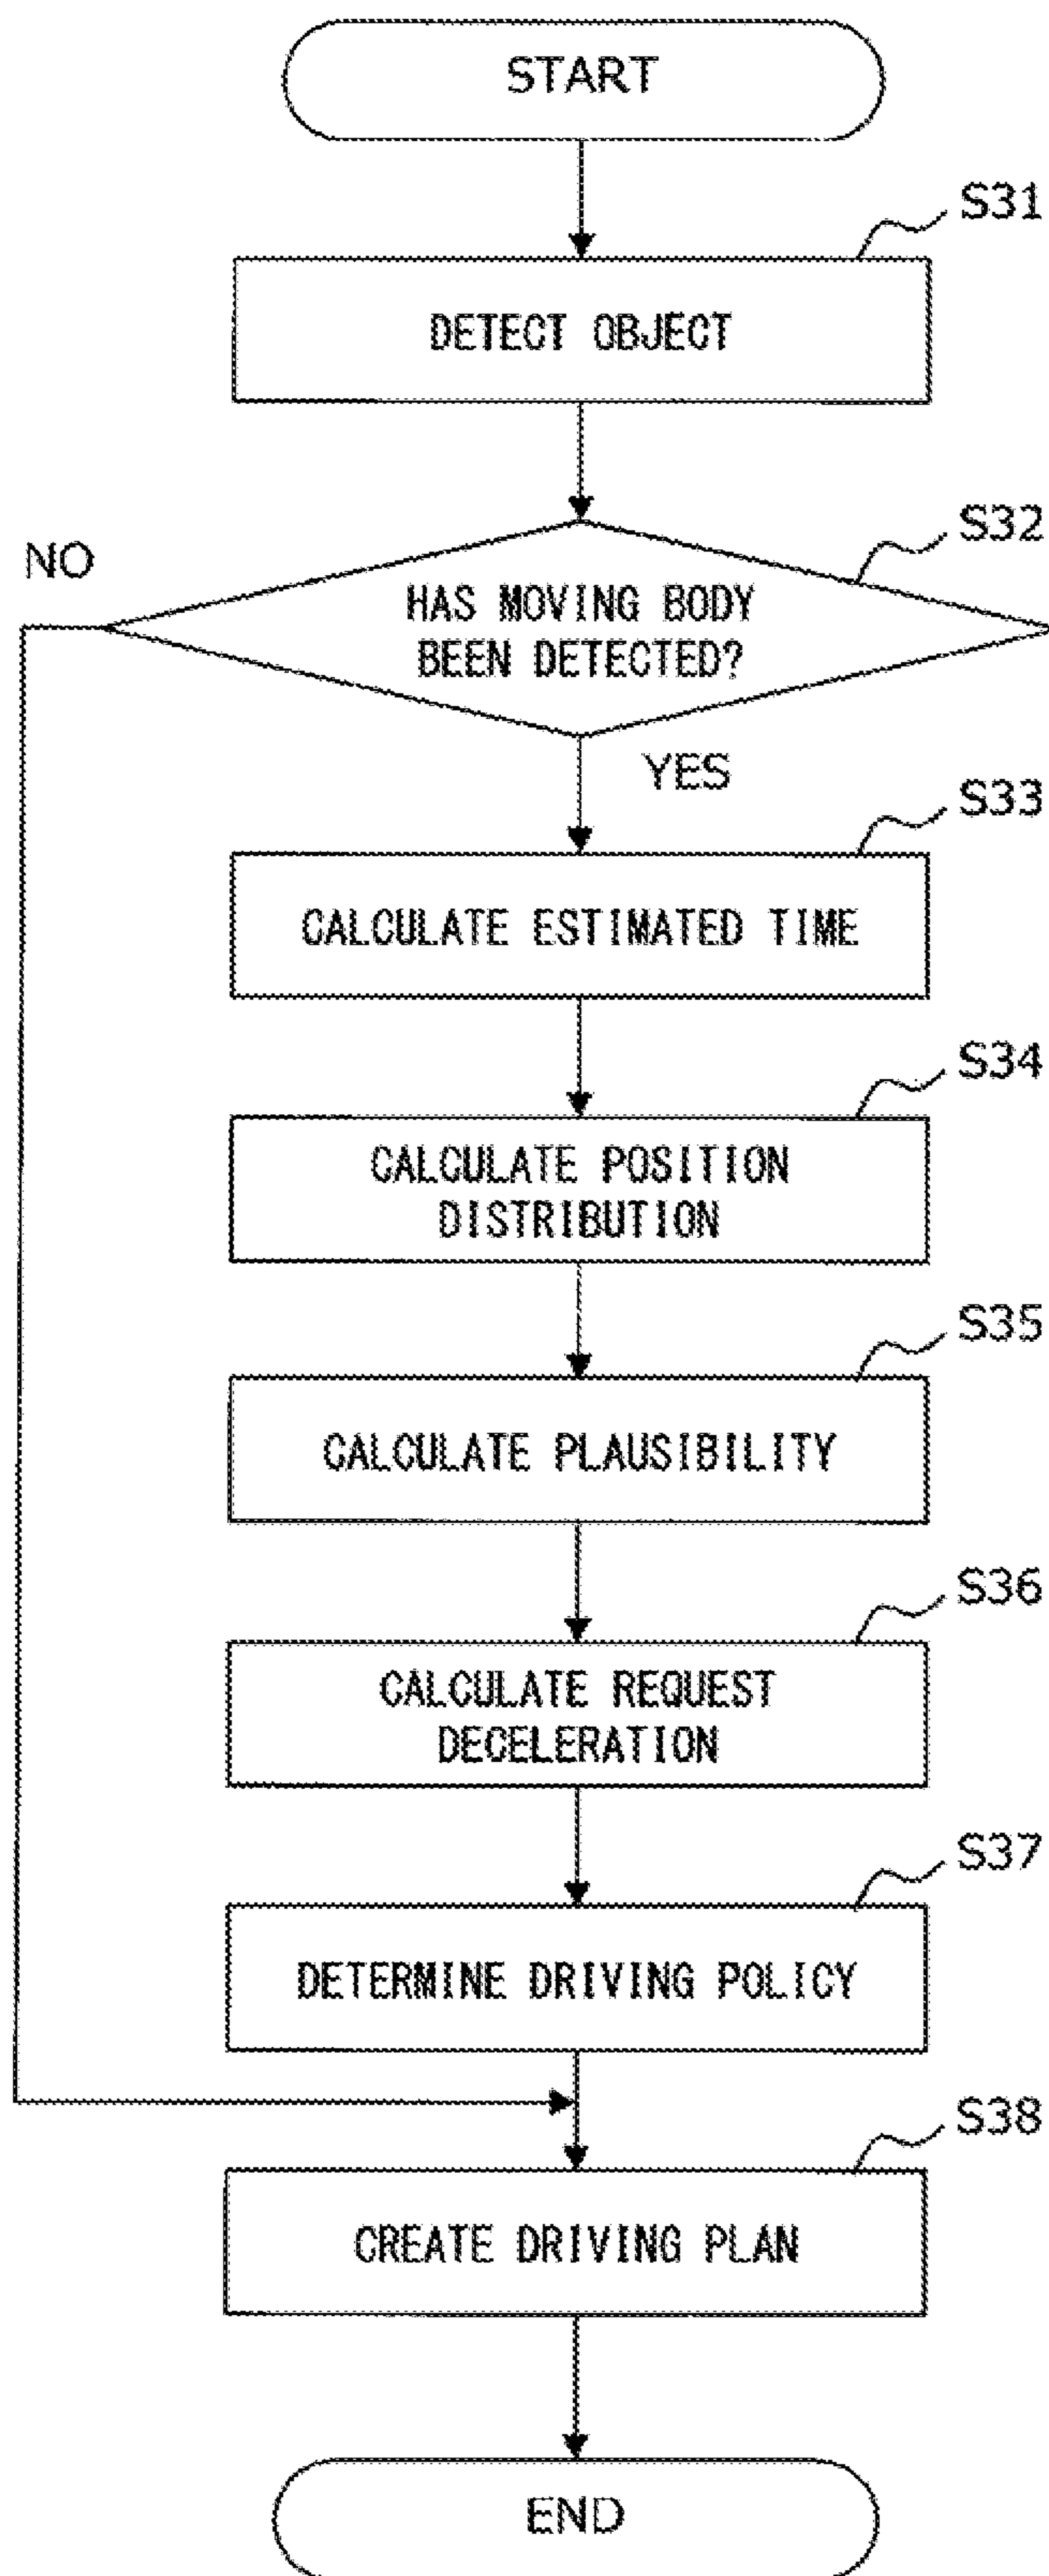 START
S31
DETECT OBJECT
S32
NO
HAS MOVING BODY
BEEN DETECTED?
YES
S33
CALCULATE ESTIMATED TIME
S34
CALCULATE POSITION
DISTRIBUTION
S35
CALCULATE PLAUSIBILITY
S36
CALCULATE REQUEST
DECELERATION
S37
DETERMINE DRIVING POLICY
S38
CREATE DRIVING PLAN
END